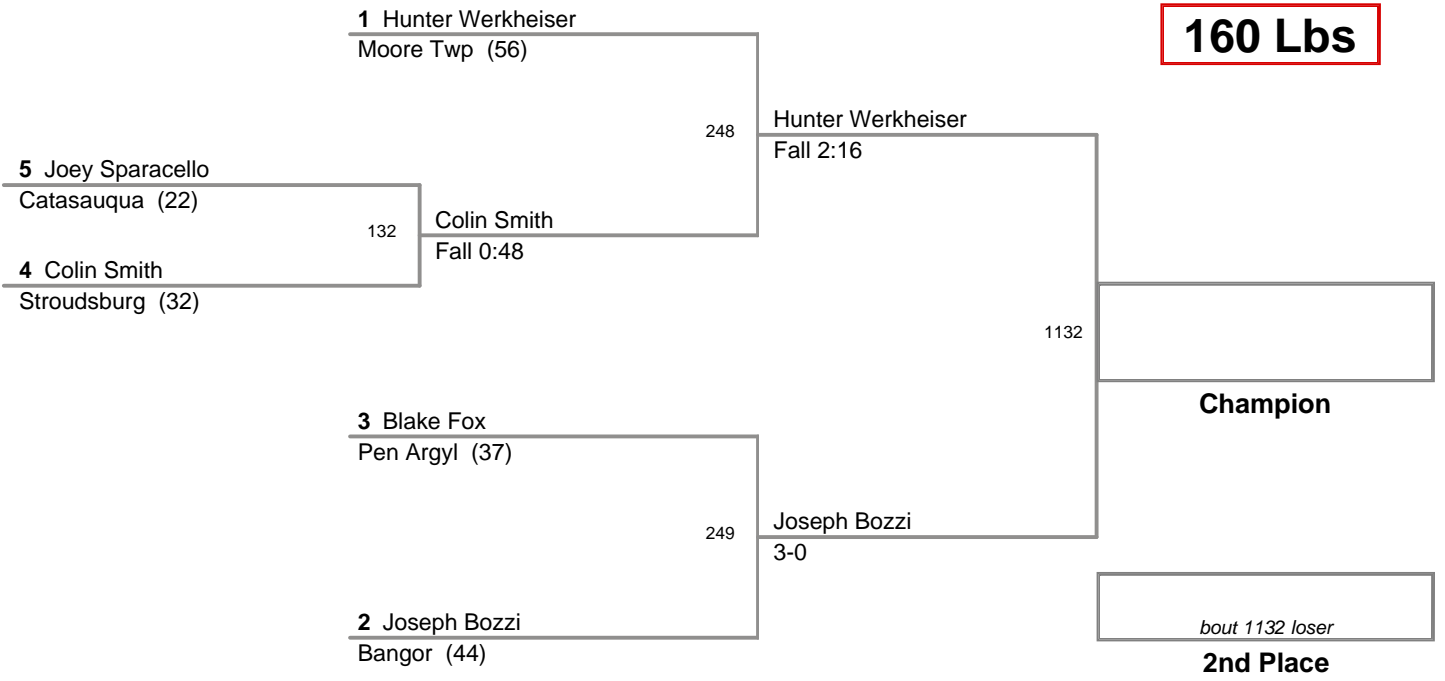 1 Hunter Werkheiser
Moore Twp (56)
160 Lbs
248
Hunter Werkheiser
Fall 2:16
5 Joey Sparacello
Catasauqua (22)
132
Colin Smith
Fall 0:48
4 Colin Smith
Stroudsburg (32)
1132
Champion
3 Blake Fox
Pen Argyl (37)
249
Joseph Bozzi
3-0
2 Joseph Bozzi
Bangor (44)
bout 1132 loser
2nd Place